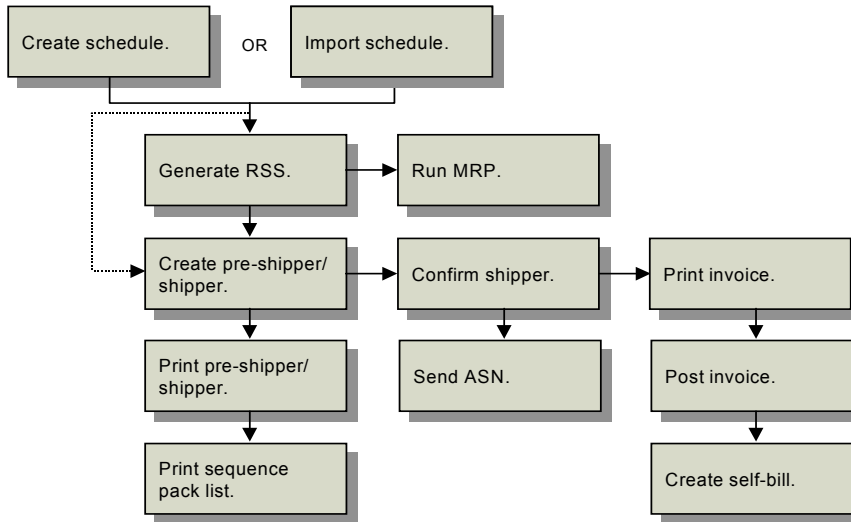 Create schedule.
OR
Import schedule.
Generate RSS.
Run MRP.
Create pre-shipper/
shipper.
Confirm shipper.
Print invoice.
Print pre-shipper/
shipper.
Send ASN.
Post invoice.
Print sequence
pack list.
Create self-bill.